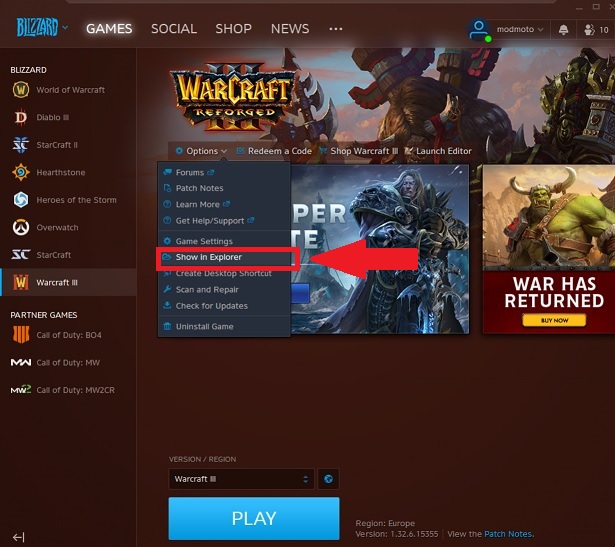 BLIZZARD
GAMES SOCIAL SHOP NEWS ···
modmoto
10
BLIZZARD
World of Warcraft
Diablo III
StarCraft II
Hearthstone
Heroes of the Storm
Overwatch
StarCraft
Warcraft III
PARTNER GAMES
Call of Duty: BO4
Call of Duty: MW
Call of Duty: MW2CR
WARCRAFT
REFORGED
III
Options Redeem a Code Shop Warcraft III Launch Editor
Forums
Patch Notes
Learn More
Get Help/Support
Game Settings
Show in Explorer
Create Desktop Shortcut
Scan and Repair
Check for Updates
Uninstall Game
WAR HAS
RETURNED
BUY NOW
VERSION / REGION
Warcraft III
PLAY
Region: Europe
Version: 1.32.6.15355 | View the Patch Notes.